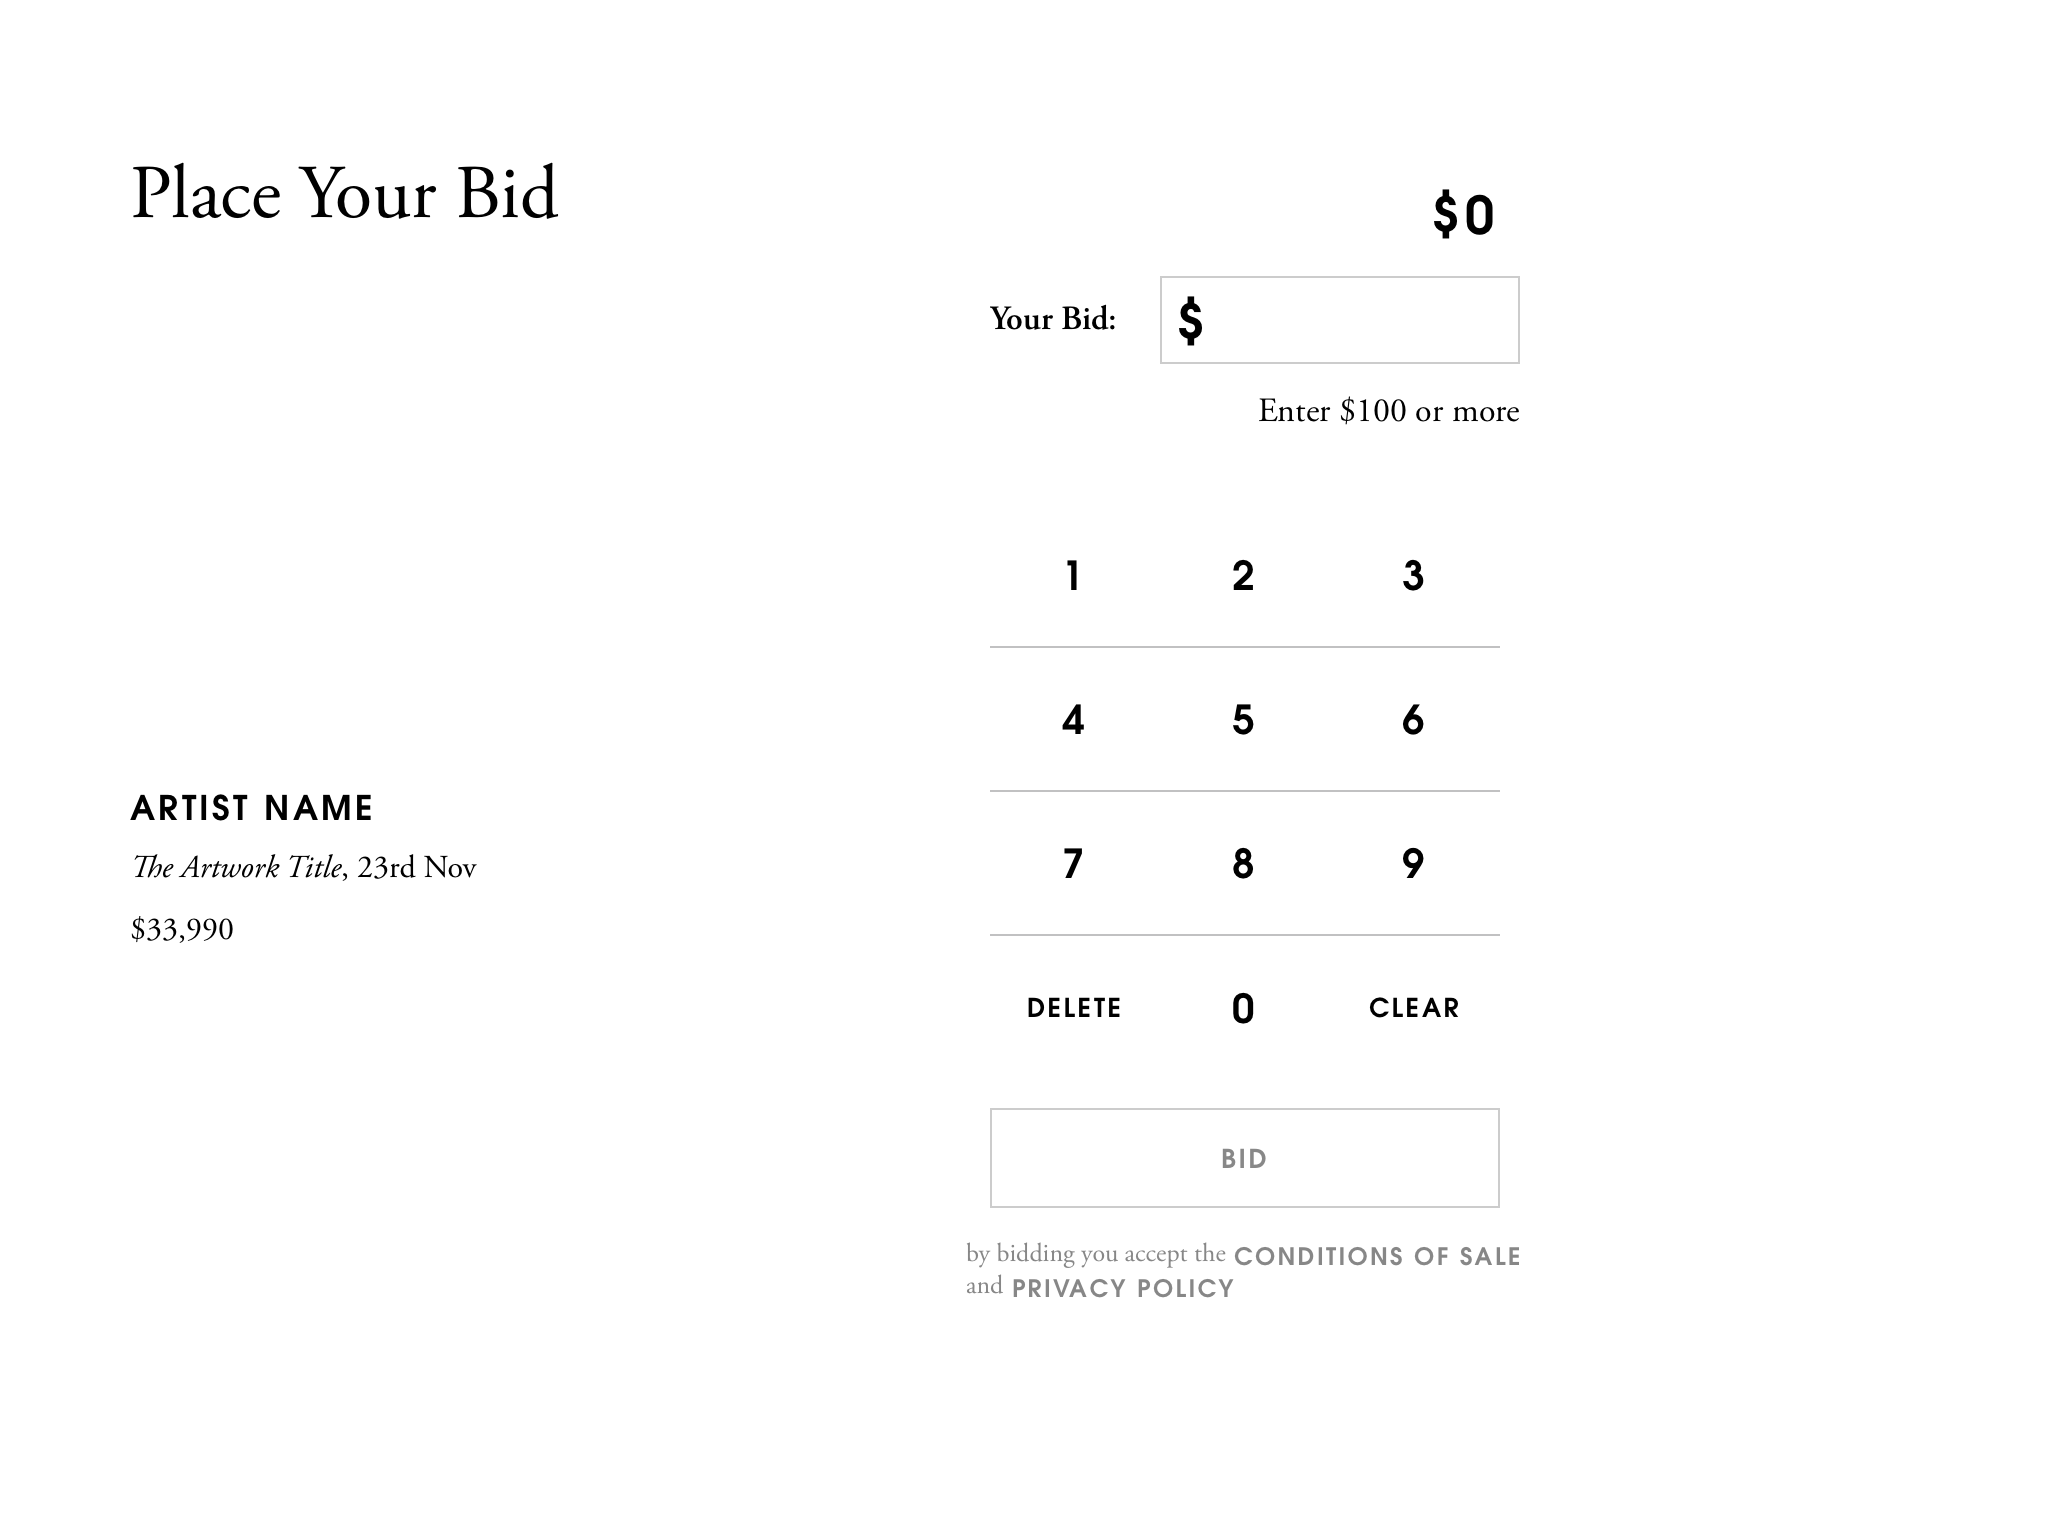 Place Your Bid
$0
Your Bid: $
Enter $100 or more
1 2 3
4 5 6
ARTIST NAME
The Artwork Title, 23rd Nov
$33,990
7 8 9
DELETE 0 CLEAR
BID
by bidding you accept the CONDITIONS OF SALE
and PRIVACY POLICY